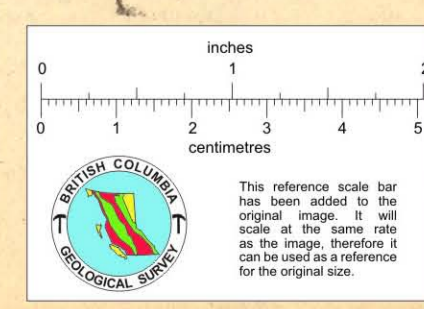 inches
0 1 2
0 1 2 3 4 5
centimetres
BRITISH COLUMBIA
GEOLOGICAL SURVEY
This reference scale bar
has been added to the
original image. It will
scale at the same rate
as the image, therefore it
can be used as a reference
for the original size.